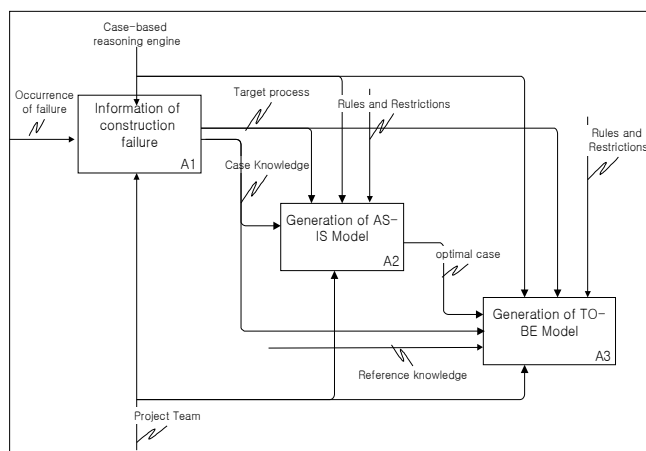 Case-based
reasoning engine
Occurrence
of failure
Information of
construction
failure
A1
Target process
Rules and Restrictions
Rules and
Restrictions
Case Knowledge
Generation of AS-
IS Model
A2
optimal case
Generation of TO-
BE Model
A3
Reference knowledge
Project Team